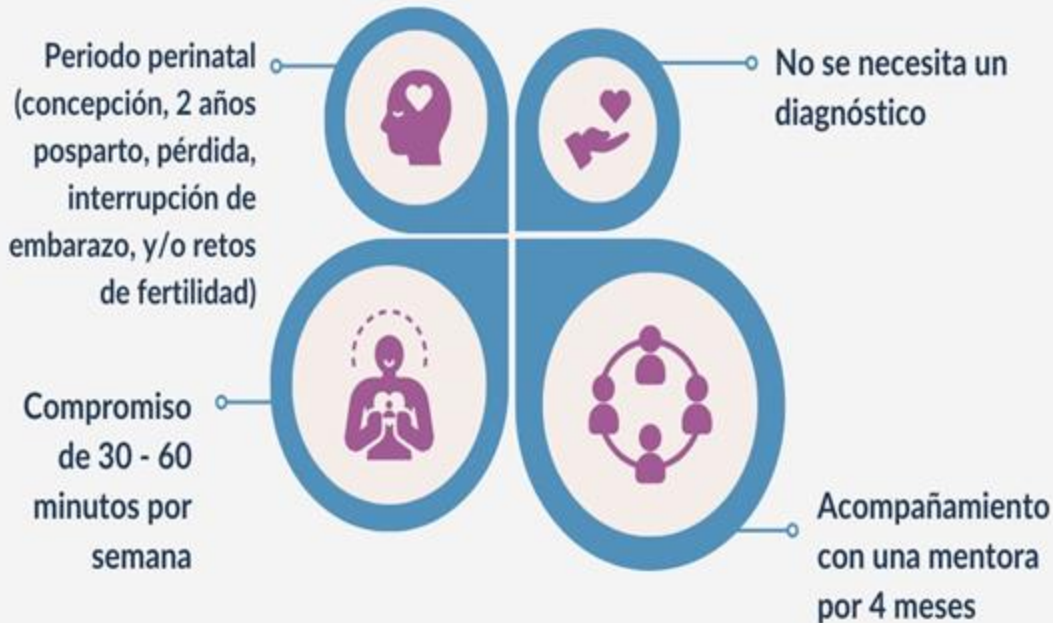 Periodo perinatal
(concepción, 2 años
posparto, pérdida,
interrupción de
embarazo, y/o retos
de fertilidad)
No se necesita un
diagnóstico
Compromiso
de 30 - 60
minutos por
semana
Acompañamiento
con una mentora
por 4 meses